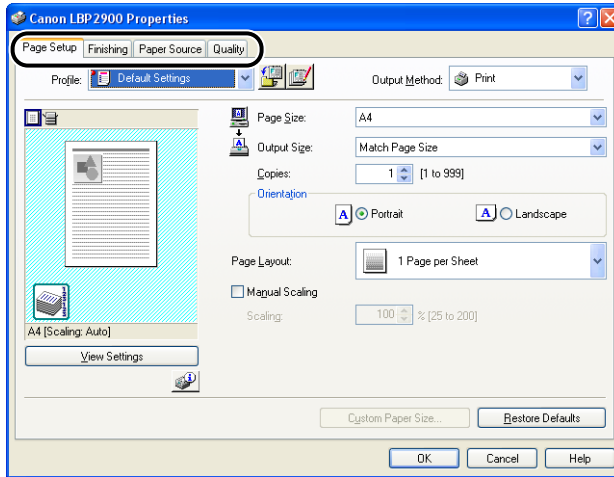 Canon LBP2900 Properties
Page Setup Finishing Paper Source Quality
Profile: Default Settings Output Method: Print
Page Size: A4
Output Size: Match Page Size
Copies: 1 [1 to 999]
Orientation
A Portrait A Landscape
Page Layout: 1 Page per Sheet
Manual Scaling
Scaling: 100 % [25 to 200]
A4 [Scaling: Auto]
View Settings
Custom Paper Size... Restore Defaults
OK Cancel Help